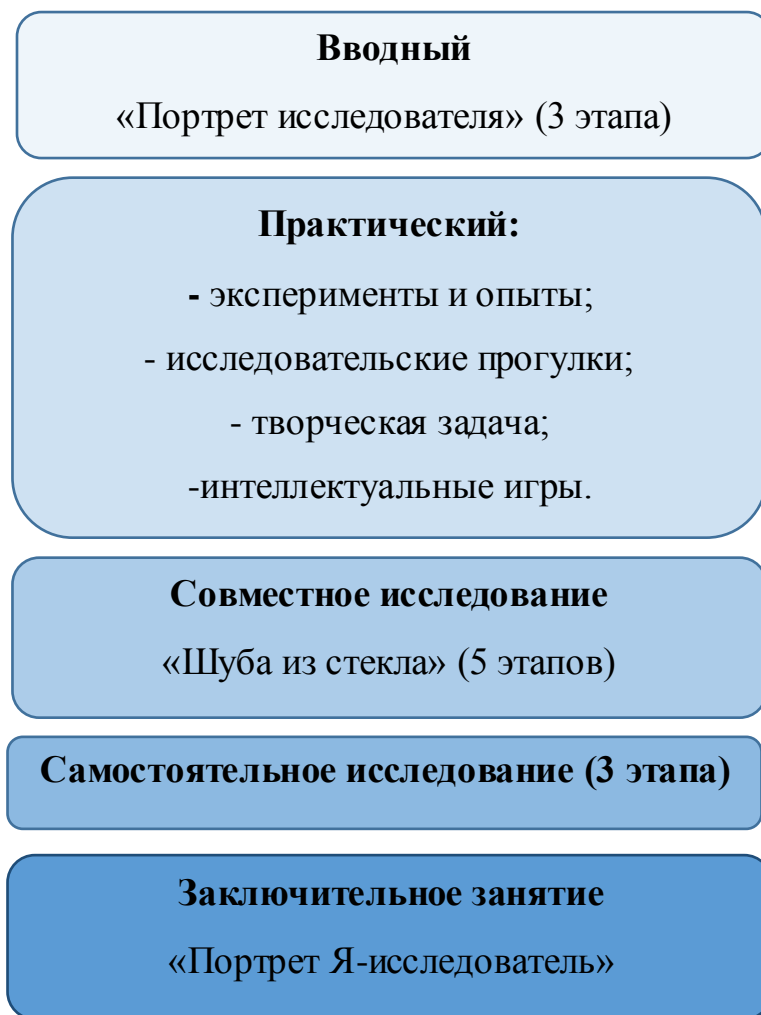 Вводный
«Портрет исследователя» (3 этапа)
Практический:
- эксперименты и опыты;
- исследовательские прогулки;
- творческая задача;
-интеллектуальные игры.
Совместное исследование
«Шуба из стекла» (5 этапов)
Самостоятельное исследование (3 этапа)
Заключительное занятие
«Портрет Я-исследователь»